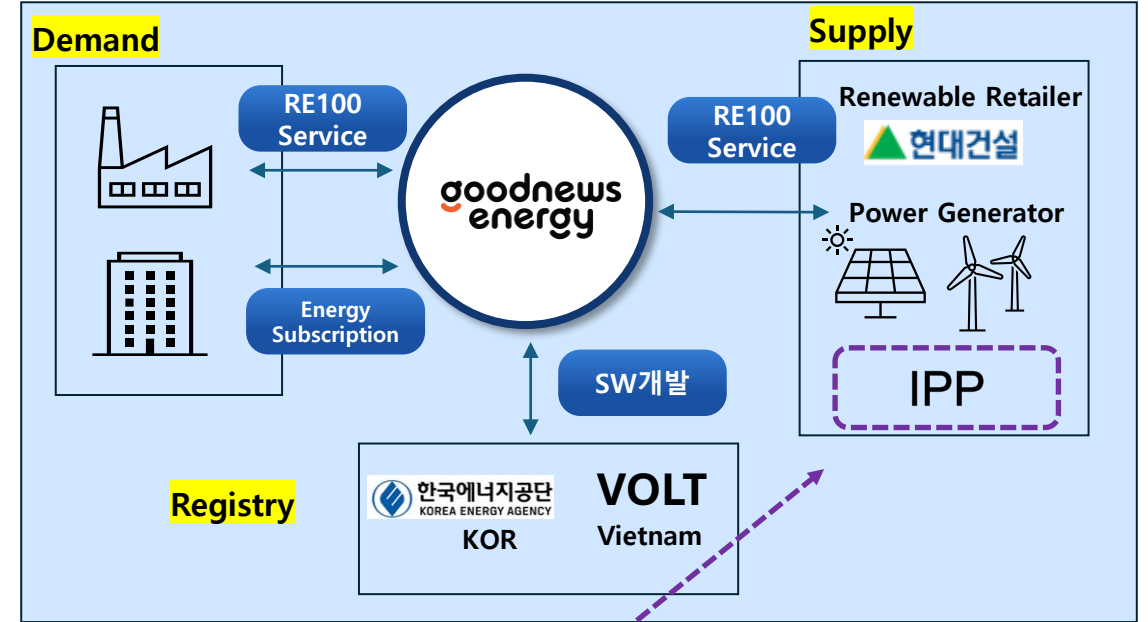 Demand
RE100
Service
Energy
Subscription
goodnews
energy
RE100
Service
Supply
Renewable Retailer
현대건설
Power Generator
IPP
SW개발
Registry
한국에너지공단
KOREA ENERGY AGENCY
KOR
VOLT
Vietnam